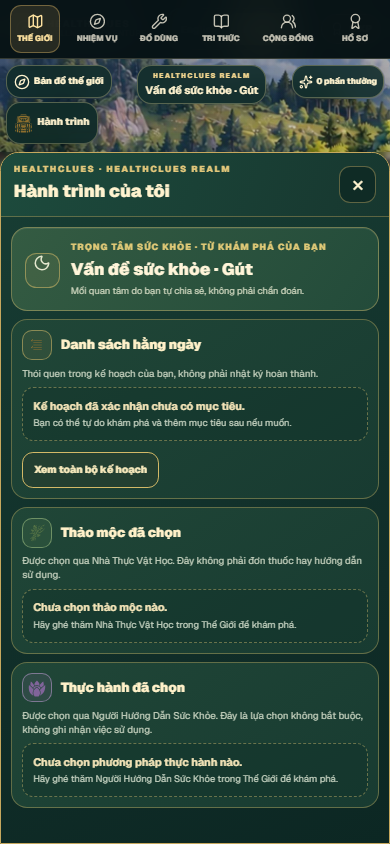 THẾ GIỚI
NHIỆM VỤ
ĐỒ DÙNG
TRI THỨC
CỘNG ĐỒNG
HỒ SƠ
Bản đồ thế giới
HEALTHCLUES REALM
Vấn đề sức khỏe - Gút
0 phần thưởng
Hành trình
HEALTHCLUES · HEALTHCLUES REALM
Hành trình của tôi
×
TRỌNG TÂM SỨC KHỎE · TỪ KHÁM PHÁ CỦA BẠN
Vấn đề sức khỏe - Gút
Mối quan tâm do bạn tự chia sẻ, không phải chẩn đoán.
Danh sách hằng ngày
Thói quen trong kế hoạch của bạn, không phải nhật ký hoàn thành.
Kế hoạch đã xác nhận chưa có mục tiêu.
Bạn có thể tự do khám phá và thêm mục tiêu sau nếu muốn.
Xem toàn bộ kế hoạch
Thảo mộc đã chọn
Được chọn qua Nhà Thực Vật Học. Đây không phải đơn thuốc hay hướng dẫn
sử dụng.
Chưa chọn thảo mộc nào.
Hãy ghé thăm Nhà Thực Vật Học trong Thế Giới để khám phá.
Thực hành đã chọn
Được chọn qua Người Hướng Dẫn Sức Khỏe. Đây là lựa chọn không bắt buộc,
không ghi nhận việc sử dụng.
Chưa chọn phương pháp thực hành nào.
Hãy ghé thăm Người Hướng Dẫn Sức Khỏe trong Thế Giới để khám phá.